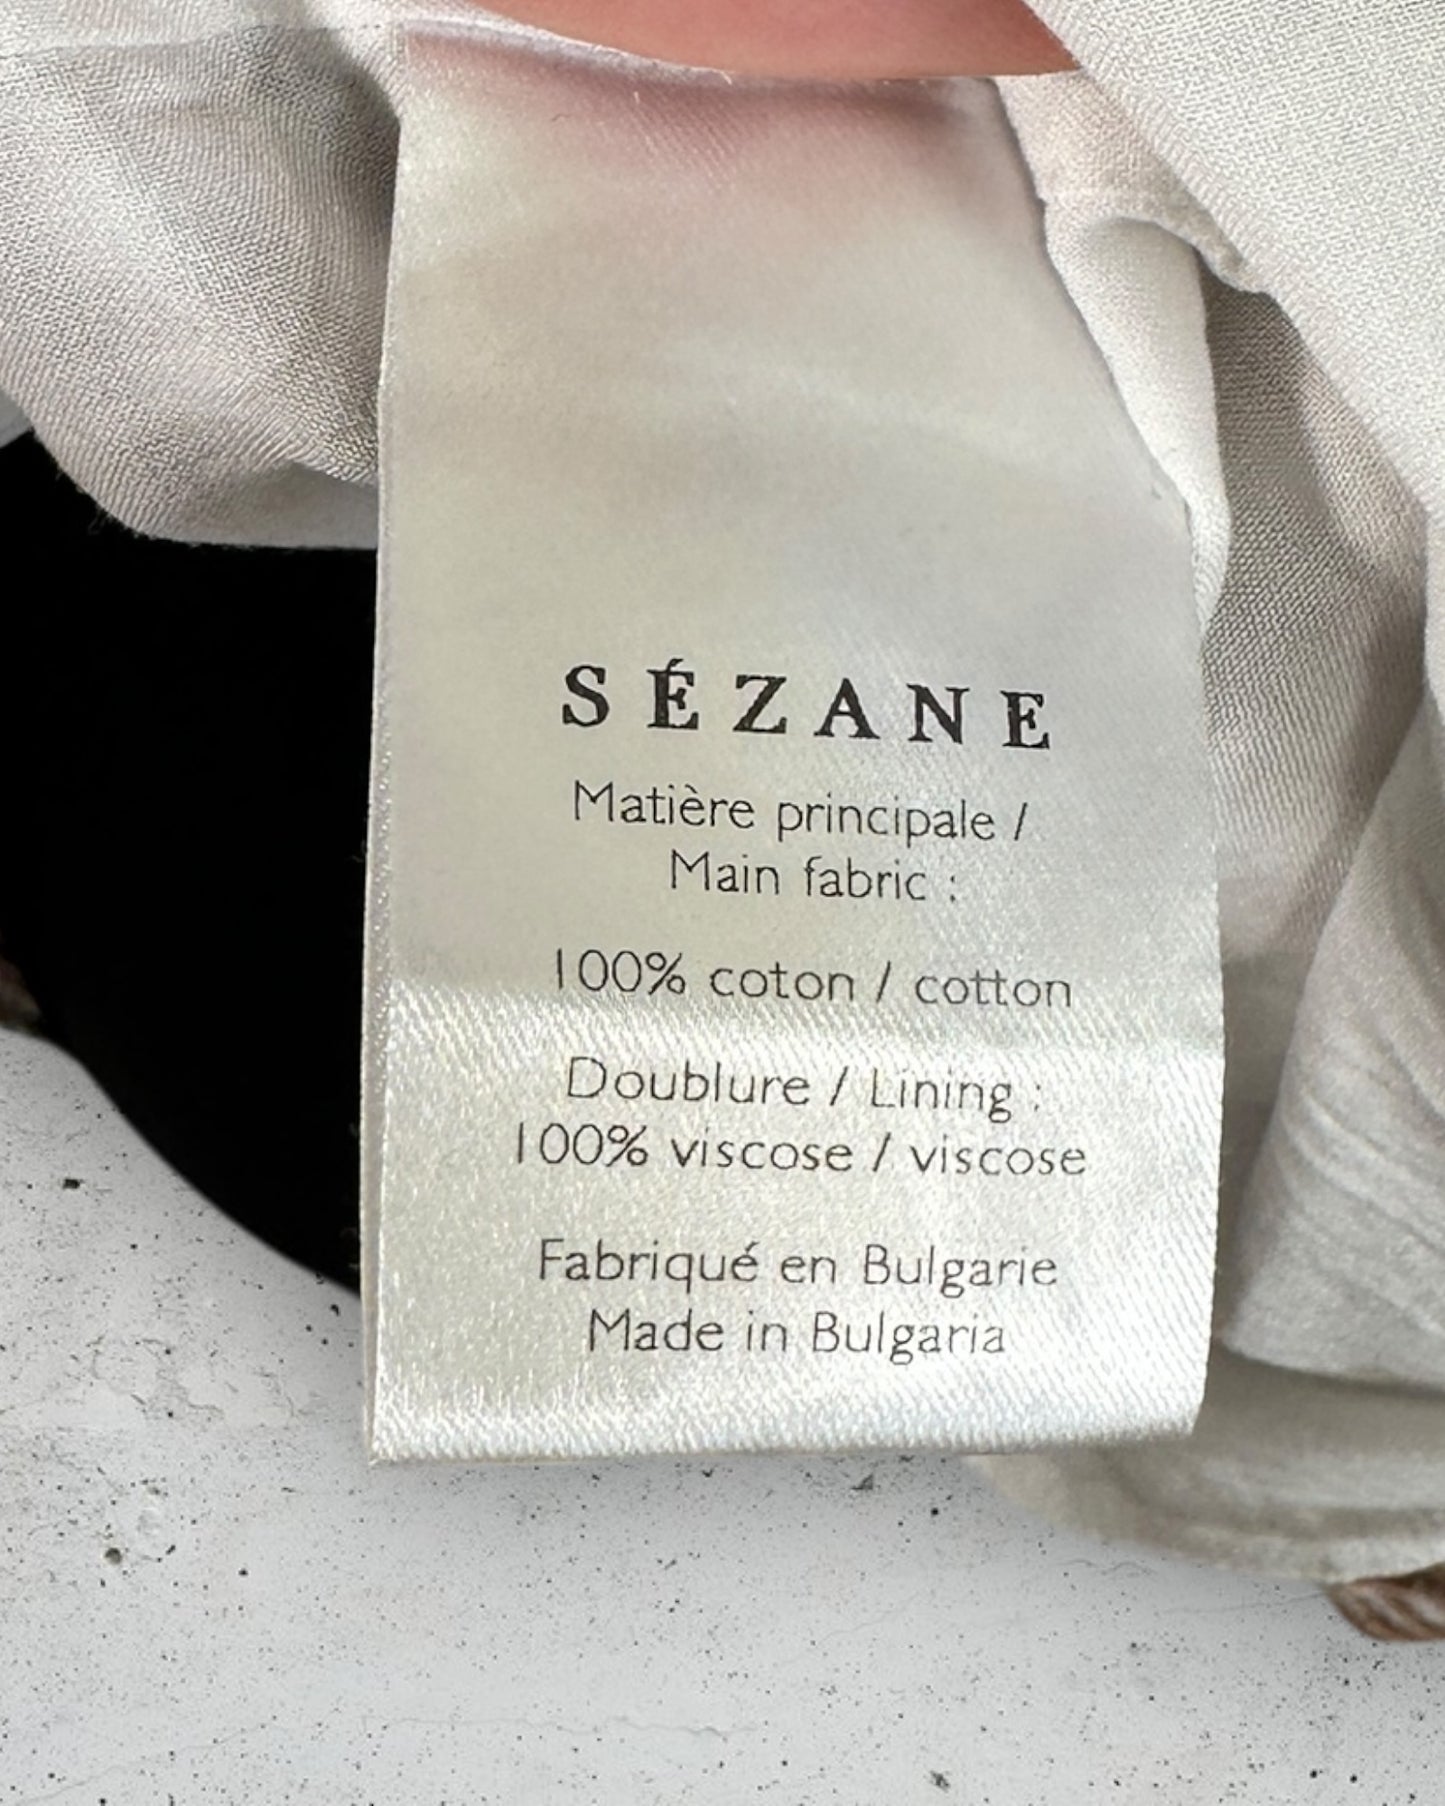 SÉZANE
Matière principale /
Main fabric :
100% coton / cotton
Doublure / Lining :
100% viscose / viscose
Fabriqué en Bulgarie
Made in Bulgaria